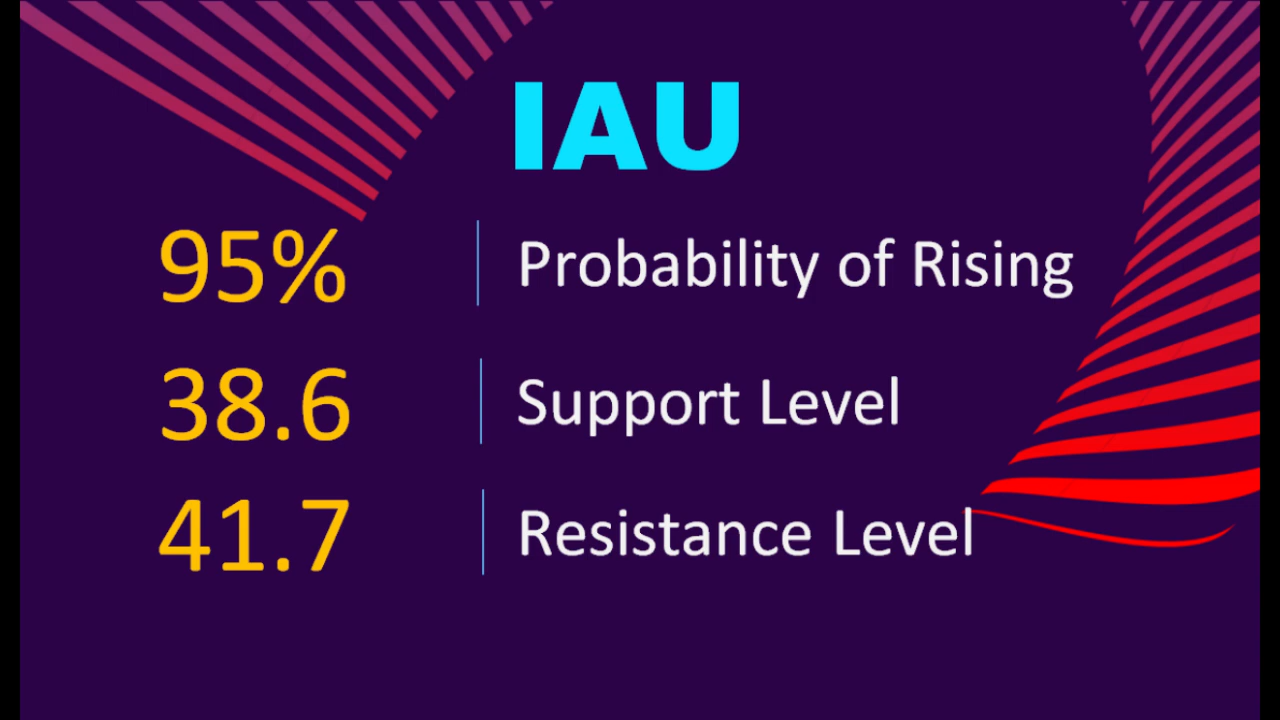 IAU
95% Probability of Rising
38.6 Support Level
41.7 Resistance Level